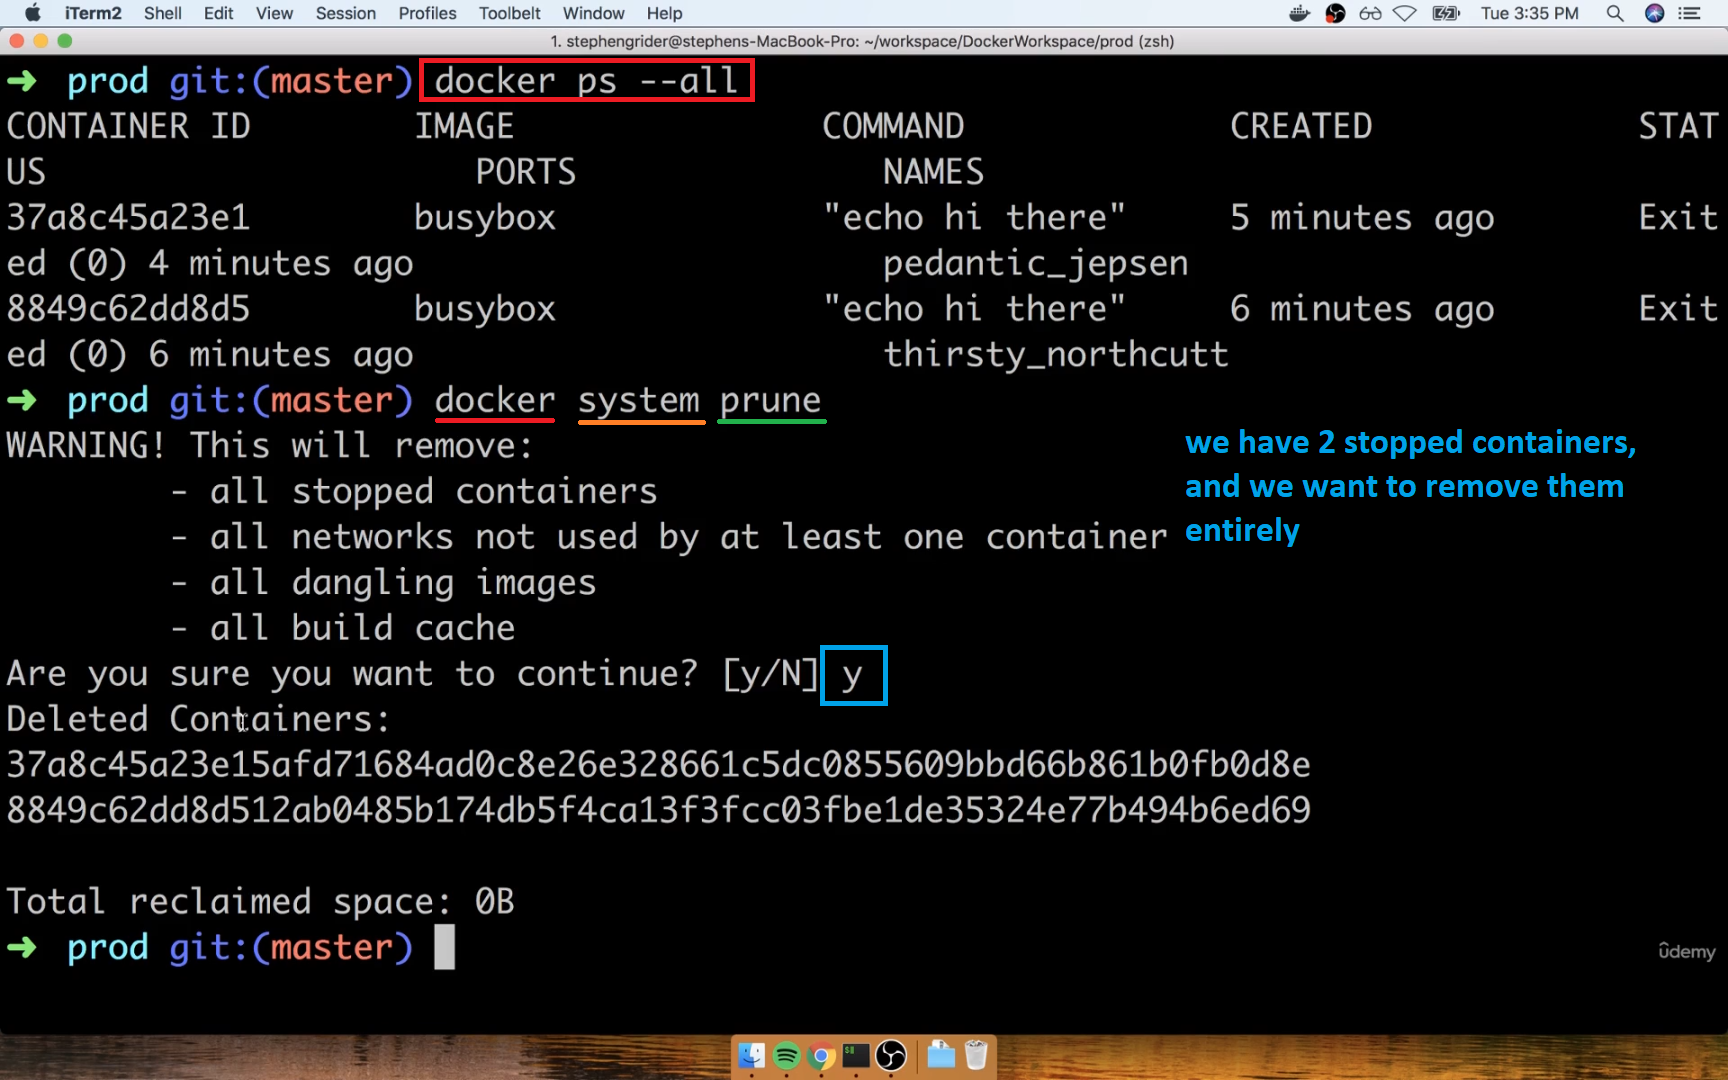 iTerm2 Shell Edit View Session Profiles Toolbelt Window Help Tue 3:35 PM
1. stephengrider@stephens-MacBook-Pro: ~/workspace/DockerWorkspace/prod (zsh)
➜ prod git:(master) docker ps --all
CONTAINER ID IMAGE COMMAND CREATED STAT
US PORTS NAMES
37a8c45a23e1 busybox "echo hi there" 5 minutes ago Exit
ed (0) 4 minutes ago pedantic_jepsen
8849c62dd8d5 busybox "echo hi there" 6 minutes ago Exit
ed (0) 6 minutes ago thirsty_northcutt
➜ prod git:(master) docker system prune
WARNING! This will remove:
- all stopped containers
- all networks not used by at least one container
- all dangling images
- all build cache
we have 2 stopped containers,
and we want to remove them
entirely
Are you sure you want to continue? [y/N] y
Deleted Containers:
37a8c45a23e15afd71684ad0c8e26e328661c5dc0855609bbd66b861b0fb0d8e
8849c62dd8d512ab0485b174db5f4ca13f3fcc03fbe1de35324e77b494b6ed69
Total reclaimed space: 0B
➜ prod git:(master)
ûdemy